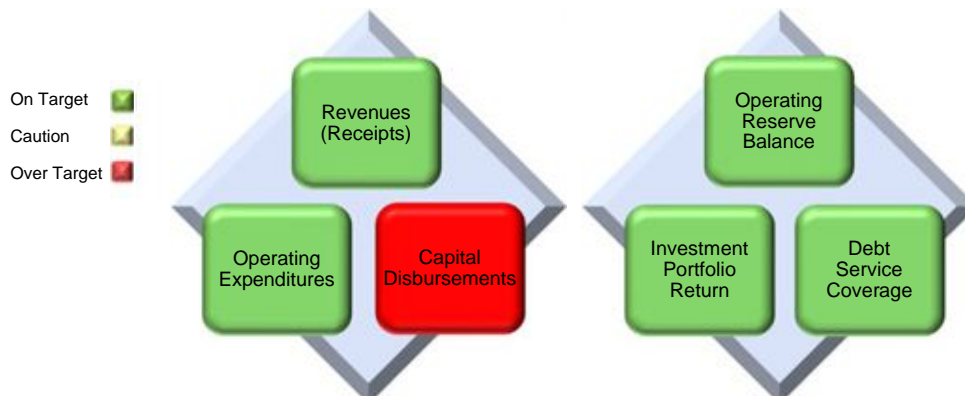 On Target
Caution
Over Target
Revenues
(Receipts)
Operating
Expenditures
Capital
Disbursements
Operating
Reserve
Balance
Investment
Portfolio
Return
Debt
Service
Coverage